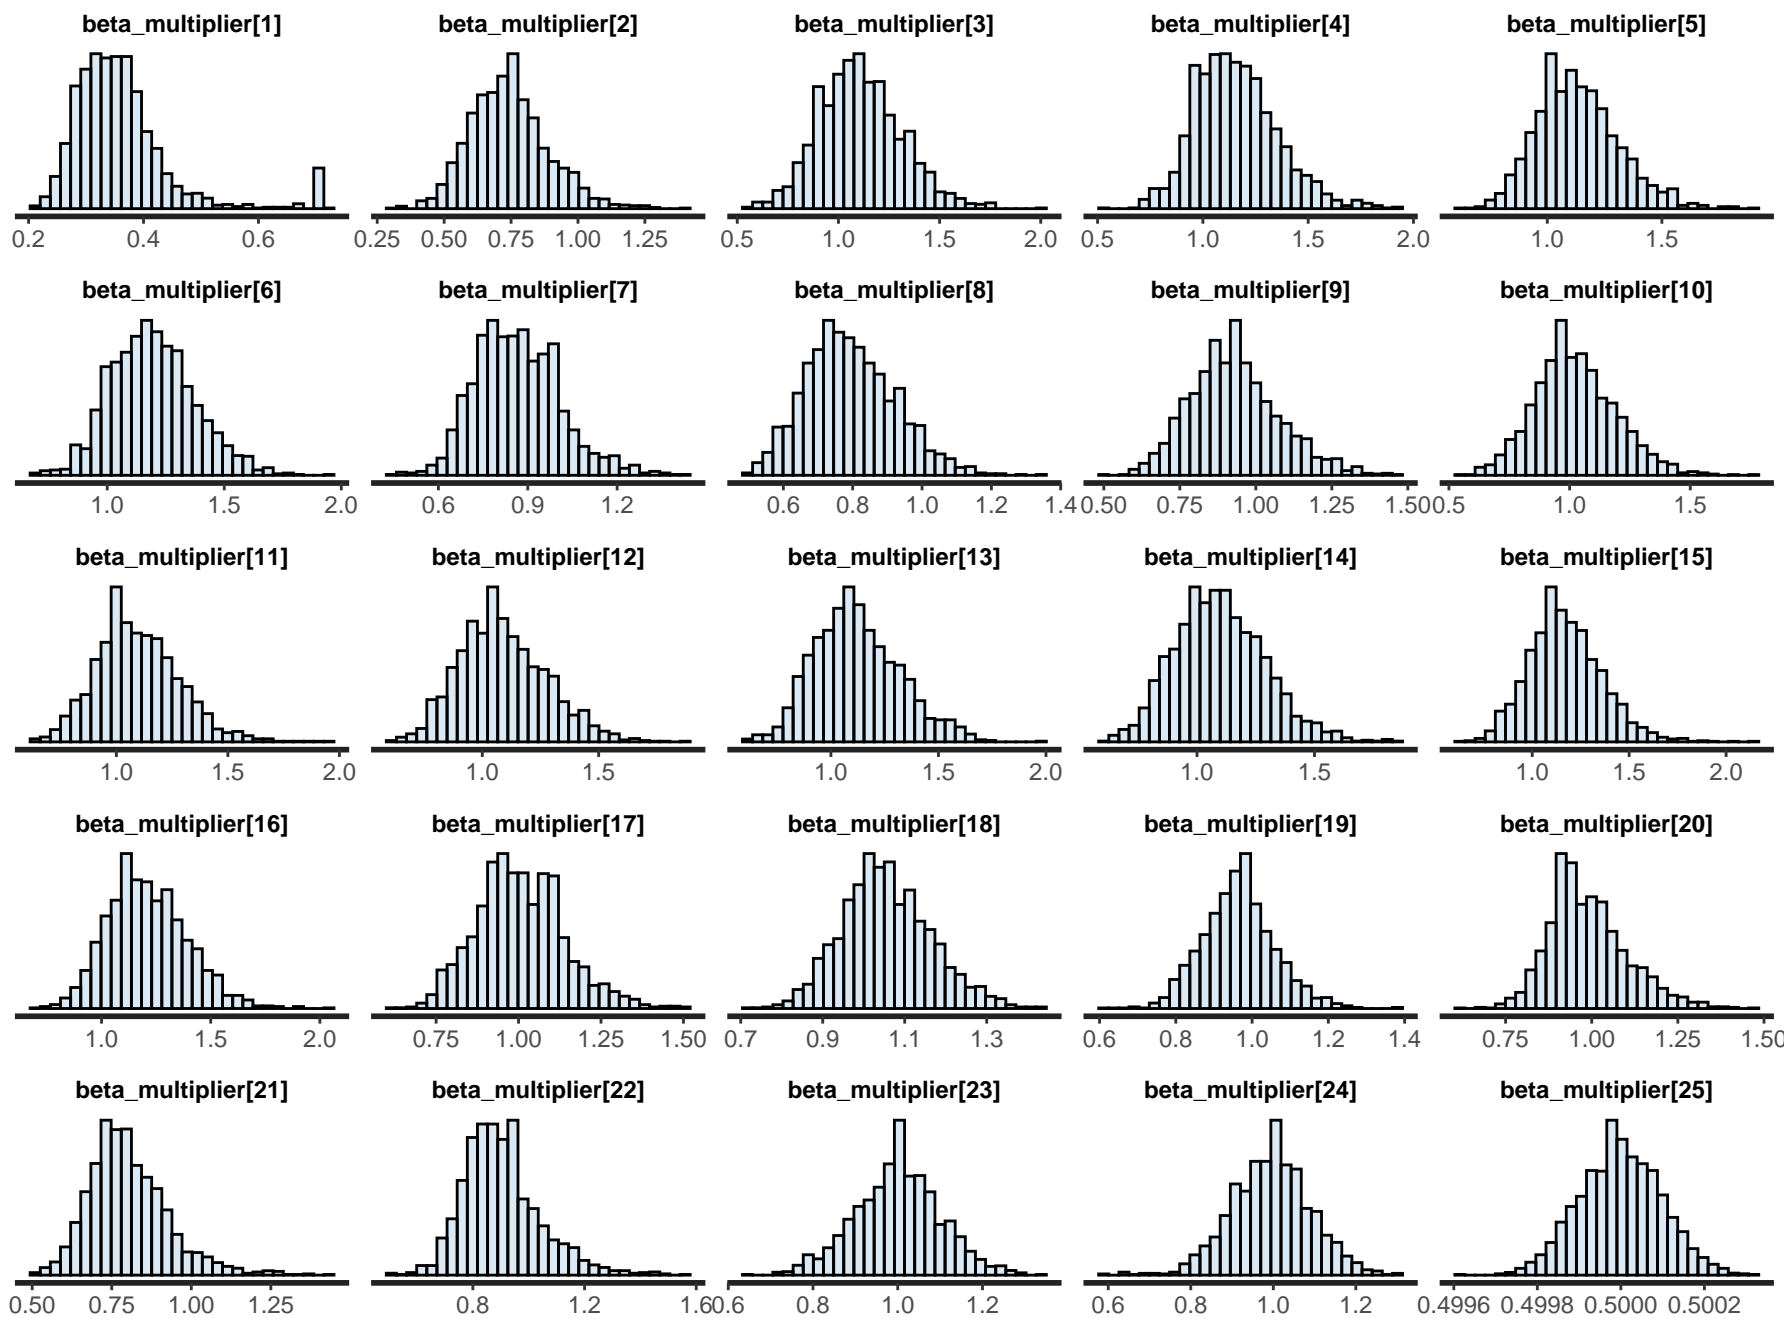 beta_multiplier[1] beta_multiplier[2] beta_multiplier[3] beta_multiplier[4] beta_multiplier[5]
0.2 0.4 0.6 0.25 0.50 0.75 1.00 1.25 0.5 1.0 1.5 2.0 0.5 1.0 1.5 2.0 1.0 1.5
beta_multiplier[6] beta_multiplier[7] beta_multiplier[8] beta_multiplier[9] beta_multiplier[10]
1.0 1.5 2.0 0.6 0.9 1.2 0.6 0.8 1.0 1.2 1.4 0.50 0.75 1.00 1.25 1.50 0.5 1.0 1.5
beta_multiplier[11] beta_multiplier[12] beta_multiplier[13] beta_multiplier[14] beta_multiplier[15]
1.0 1.5 2.0 1.0 1.5 1.0 1.5 2.0 1.0 1.5 1.0 1.5 2.0
beta_multiplier[16] beta_multiplier[17] beta_multiplier[18] beta_multiplier[19] beta_multiplier[20]
1.0 1.5 2.0 0.75 1.00 1.25 1.50 0.7 0.9 1.1 1.3 0.6 0.8 1.0 1.2 1.4 0.75 1.00 1.25 1.50
beta_multiplier[21] beta_multiplier[22] beta_multiplier[23] beta_multiplier[24] beta_multiplier[25]
0.50 0.75 1.00 1.25 0.8 1.2 1.6 0.6 0.8 1.0 1.2 0.6 0.8 1.0 1.2 0.4996 0.4998 0.5000 0.5002